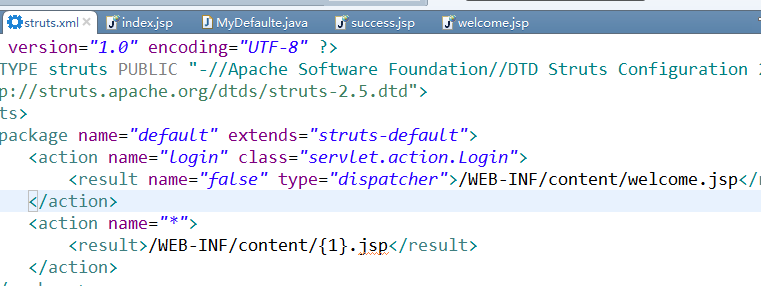 struts.xml index.jsp MyDefaulte.java success.jsp welcome.jsp
version="1.0" encoding="UTF-8" ?>
TYPE struts PUBLIC "-//Apache Software Foundation//DTD Struts Configuration
p://struts.apache.org/dtds/struts-2.5.dtd">
ts>
package name="default" extends="struts-default">
<action name="login" class="servlet.action.Login">
<result name="false" type="dispatcher">/WEB-INF/content/welcome.jsp</
</action>
<action name="*">
<result>/WEB-INF/content/{1}.jsp</result>
</action>